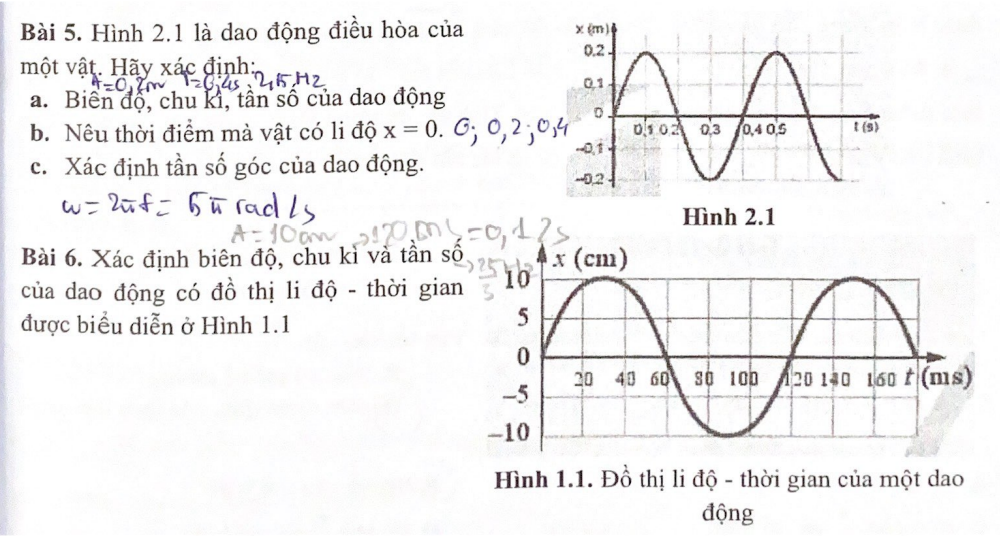 Bài 5. Hình 2.1 là dao động điều hòa của
một vật. Hãy xác định:
A=0,2m T=0,4s 2,5 Hz
a. Biên độ, chu kì, tần số của dao động
b. Nêu thời điểm mà vật có li độ x = 0. 0; 0,2; 0,4
c. Xác định tần số góc của dao động.
ω = 2πf = 5π rad/s
x (m)
0,2
0,1
0
-0,1
-0,2
0,1 0,2 0,3 0,4 0,5 t (s)
Hình 2.1
A=10cm 120 ms = 0,12s
Bài 6. Xác định biên độ, chu kì và tần số
của dao động có đồ thị li độ - thời gian
được biểu diễn ở Hình 1.1
25
3
x (cm)
10
5
0
-5
-10
20 40 60 80 100 120 140 160 t (ms)
Hình 1.1. Đồ thị li độ - thời gian của một dao
động